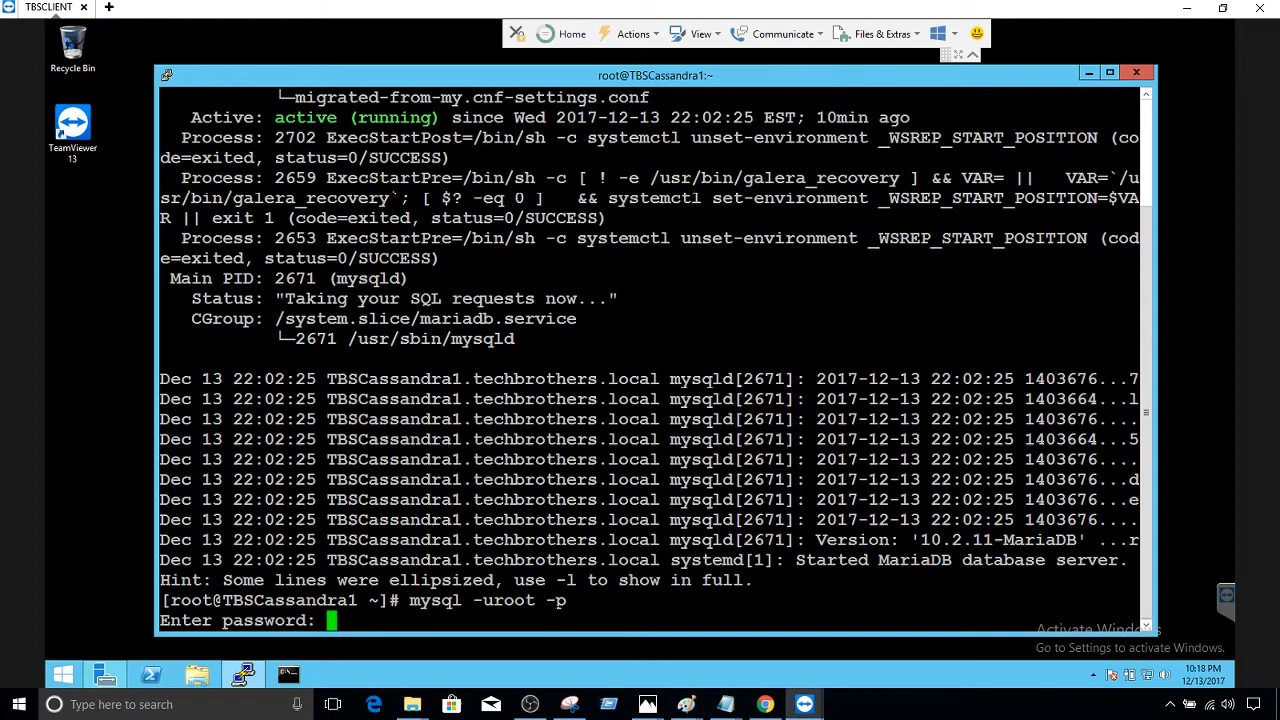 TBSCLIENT
Home
Actions
View
Communicate
Files & Extras
Recycle Bin
TeamViewer
13
root@TBSCassandra1:~
└─migrated-from-my.cnf-settings.conf
Active: active (running) since Wed 2017-12-13 22:02:25 EST; 10min ago
Process: 2702 ExecStartPost=/bin/sh -c systemctl unset-environment _WSREP_START_POSITION (co
de=exited, status=0/SUCCESS)
Process: 2659 ExecStartPre=/bin/sh -c [ ! -e /usr/bin/galera_recovery ] && VAR= ||   VAR=`/u
sr/bin/galera_recovery`; [ $? -eq 0 ]   && systemctl set-environment _WSREP_START_POSITION=$VA
R || exit 1 (code=exited, status=0/SUCCESS)
Process: 2653 ExecStartPre=/bin/sh -c systemctl unset-environment _WSREP_START_POSITION (cod
e=exited, status=0/SUCCESS)
Main PID: 2671 (mysqld)
Status: "Taking your SQL requests now..."
CGroup: /system.slice/mariadb.service
└─2671 /usr/sbin/mysqld
Dec 13 22:02:25 TBSCassandra1.techbrothers.local mysqld[2671]: 2017-12-13 22:02:25 1403676...7
Dec 13 22:02:25 TBSCassandra1.techbrothers.local mysqld[2671]: 2017-12-13 22:02:25 1403664...l
Dec 13 22:02:25 TBSCassandra1.techbrothers.local mysqld[2671]: 2017-12-13 22:02:25 1403676....
Dec 13 22:02:25 TBSCassandra1.techbrothers.local mysqld[2671]: 2017-12-13 22:02:25 1403664...5
Dec 13 22:02:25 TBSCassandra1.techbrothers.local mysqld[2671]: 2017-12-13 22:02:25 1403676....
Dec 13 22:02:25 TBSCassandra1.techbrothers.local mysqld[2671]: 2017-12-13 22:02:25 1403676...d
Dec 13 22:02:25 TBSCassandra1.techbrothers.local mysqld[2671]: 2017-12-13 22:02:25 1403676...e
Dec 13 22:02:25 TBSCassandra1.techbrothers.local mysqld[2671]: 2017-12-13 22:02:25 1403676....
Dec 13 22:02:25 TBSCassandra1.techbrothers.local mysqld[2671]: Version: '10.2.11-MariaDB' ...r
Dec 13 22:02:25 TBSCassandra1.techbrothers.local systemd[1]: Started MariaDB database server.
Hint: Some lines were ellipsized, use -l to show in full.
[root@TBSCassandra1 ~]# mysql -uroot -p
Enter password:
Activate Windows
Go to Settings to activate Windows.
10:18 PM
12/13/2017
Type here to search